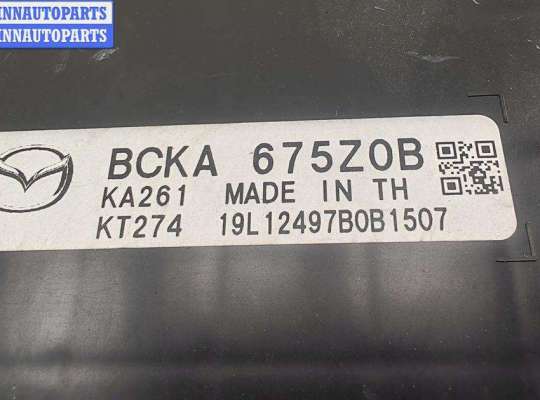 INNAUTOPARTS
INNAUTOPARTS
BCKA 675Z0B
KA261 MADE IN TH
KT274 19L12497B0B1507